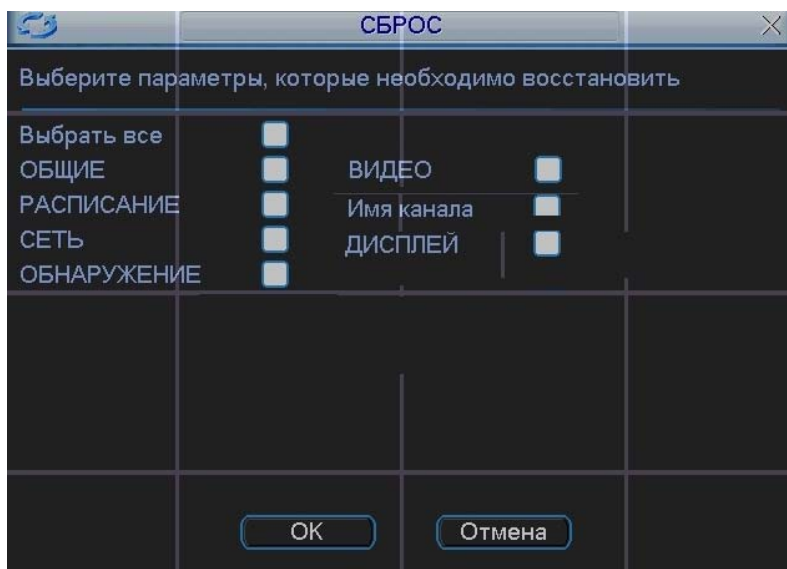 СБРОС
Выберите параметры, которые необходимо восстановить
Выбрать все
ОБЩИЕ ВИДЕО
РАСПИСАНИЕ Имя канала
СЕТЬ ДИСПЛЕЙ
ОБНАРУЖЕНИЕ
OK Отмена